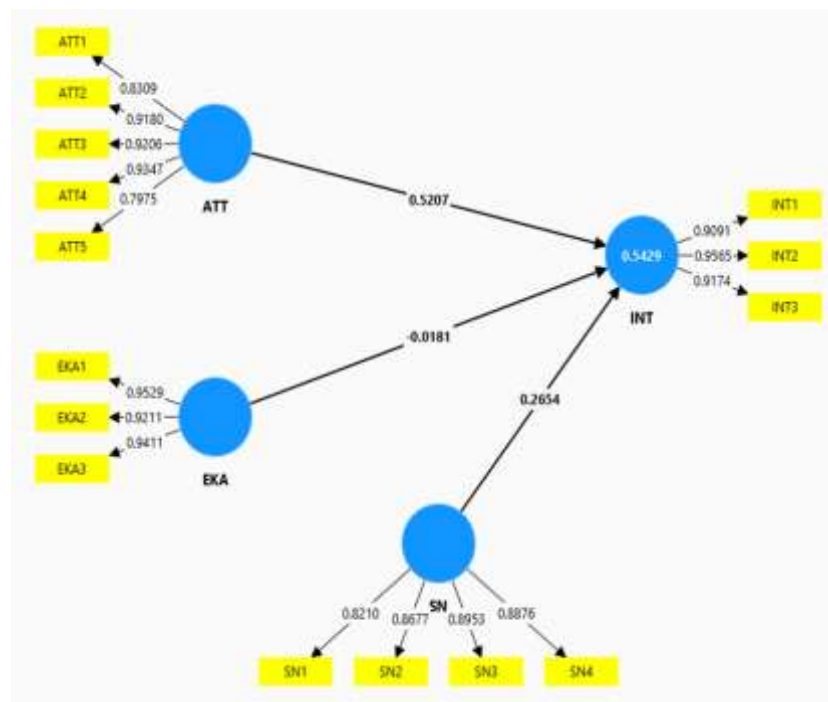 ATT1
0.8309
ATT2
0.9180
ATT3
0.9206
0.9347
ATT4
0.7975
ATT5
ATT
0.5207
INT1
0.9091
0.5429
0.9565
INT2
0.9174
INT3
INT
-0.0181
EKA1
0.9529
EKA2
0.9211
0.9411
EKA3
EKA
0.2654
SN
0.8210
0.8677
0.8953
0.8876
SN1
SN2
SN3
SN4